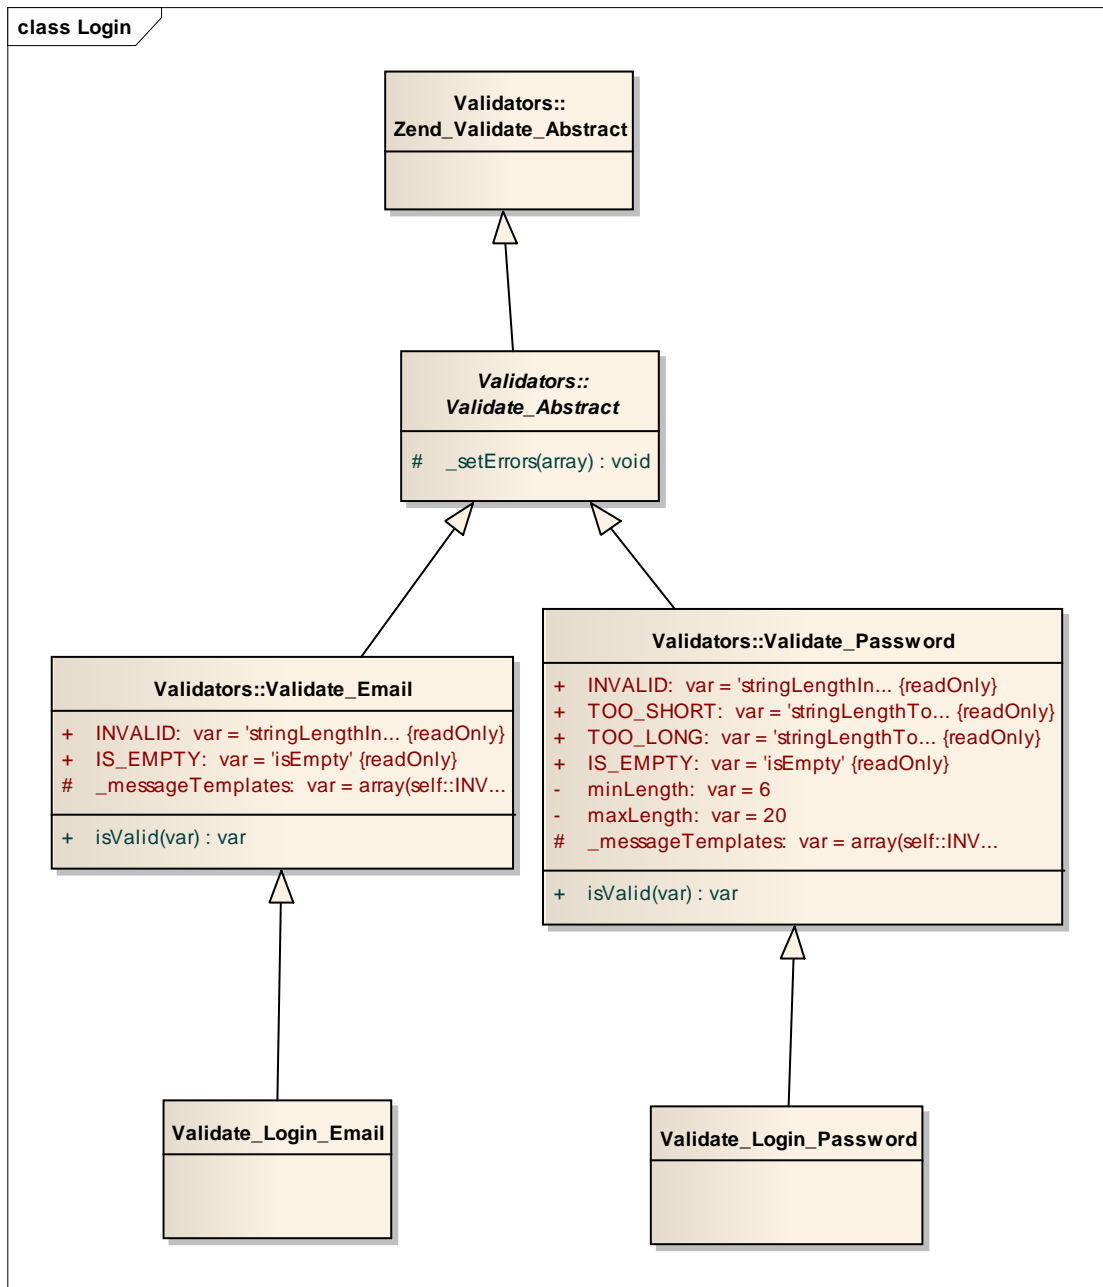 class Login
Validators::
Zend_Validate_Abstract
Validators::
Validate_Abstract
# _setErrors(array) : void
Validators::Validate_Email
+ INVALID: var = 'stringLengthIn... {readOnly}
+ IS_EMPTY: var = 'isEmpty' {readOnly}
# _messageTemplates: var = array(self::INV...
+ isValid(var) : var
Validators::Validate_Password
+ INVALID: var = 'stringLengthIn... {readOnly}
+ TOO_SHORT: var = 'stringLengthTo... {readOnly}
+ TOO_LONG: var = 'stringLengthTo... {readOnly}
+ IS_EMPTY: var = 'isEmpty' {readOnly}
- minLength: var = 6
- maxLength: var = 20
# _messageTemplates: var = array(self::INV...
+ isValid(var) : var
Validate_Login_Email
Validate_Login_Password